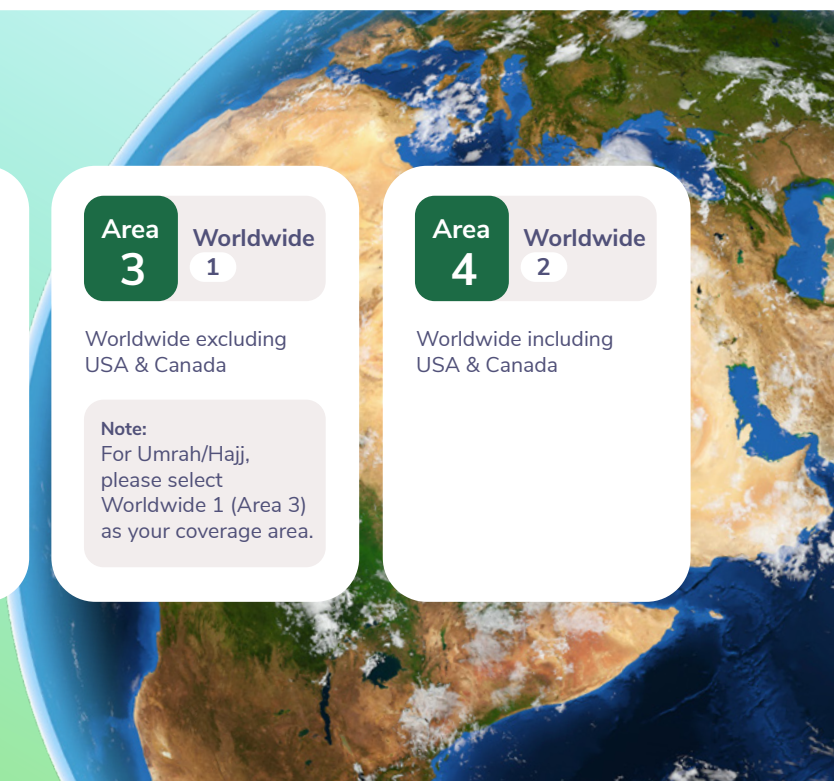 Area
3
Worldwide
1
Worldwide excluding
USA & Canada
Note:
For Umrah/Hajj,
please select
Worldwide 1 (Area 3)
as your coverage area.
Area
4
Worldwide
2
Worldwide including
USA & Canada